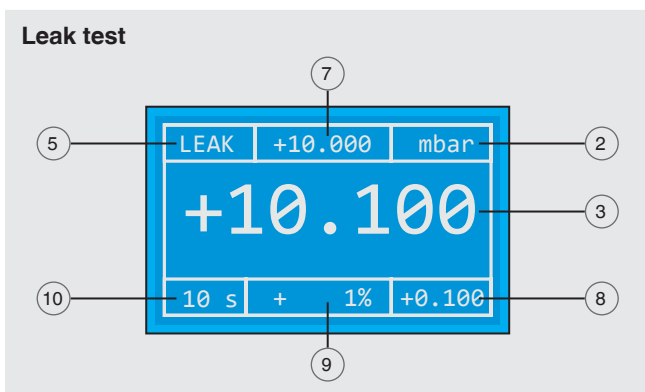 Leak test
7
5 LEAK +10.000 mbar 2
+10.100 3
10 10 s + 1% +0.100 8
9